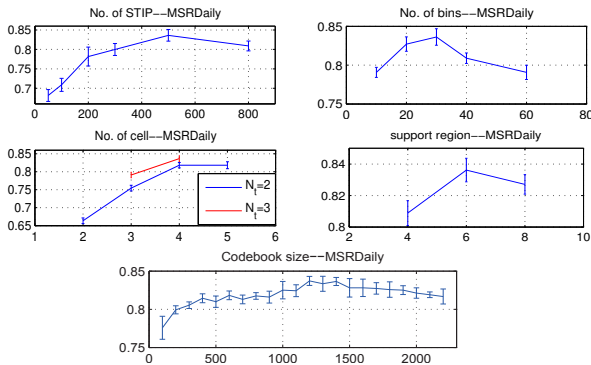 No. of STIP--MSRDaily
0.85
0.8
0.7
0 200 400 600 800
No. of bins--MSRDaily
0.85
0.8
0.75
0 20 40 60 80
No. of cell--MSRDaily
0.85
0.8
0.75
0.7
0.65
1 2 3 4 5 6
N_t=2
N_t=3
support region--MSRDaily
0.84
0.82
0.8
2 4 6 8 10
Codebook size--MSRDaily
0.85
0.8
0.75
0 500 1000 1500 2000